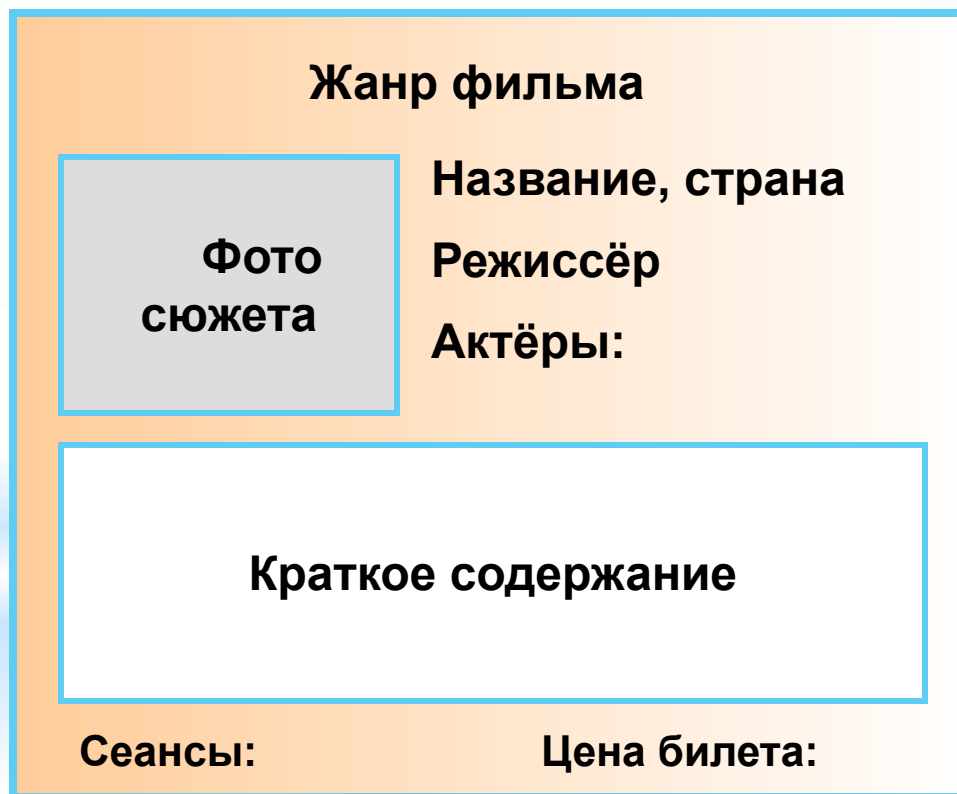 Жанр фильма
Фото
сюжета
Название, страна
Режиссёр
Актёры:
Краткое содержание
Сеансы:
Цена билета: